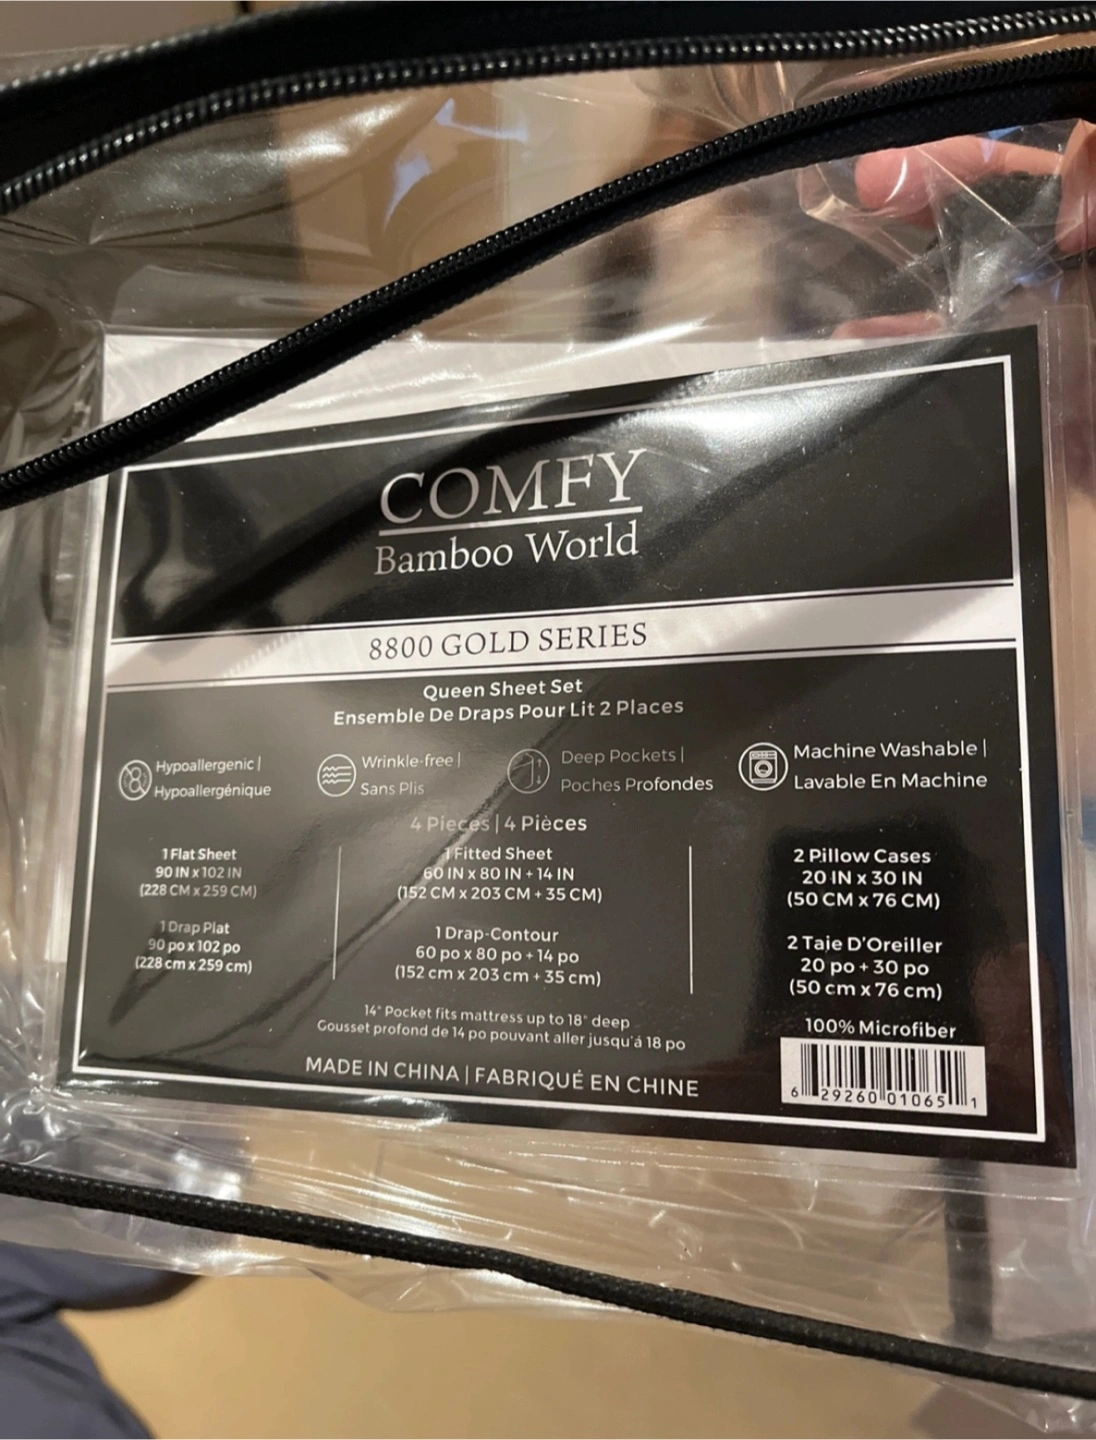 COMFY
Bamboo World
8800 GOLD SERIES
Queen Sheet Set
Ensemble De Draps Pour Lit 2 Places
Hypoallergenic |
Hypoallergénique
Wrinkle-free |
Sans Plis
Deep Pockets |
Poches Profondes
Machine Washable |
Lavable En Machine
4 Pieces | 4 Pièces
1 Flat Sheet
90 IN x 102 IN
(228 CM x 259 CM)
1 Drap Plat
90 po x 102 po
(228 cm x 259 cm)
1 Fitted Sheet
60 IN x 80 IN + 14 IN
(152 CM x 203 CM + 35 CM)
1 Drap-Contour
60 po x 80 po + 14 po
(152 cm x 203 cm + 35 cm)
2 Pillow Cases
20 IN x 30 IN
(50 CM x 76 CM)
2 Taie D'Oreiller
20 po + 30 po
(50 cm x 76 cm)
14" Pocket fits mattress up to 18" deep
Gousset profond de 14 po pouvant aller jusqu'á 18 po
MADE IN CHINA | FABRIQUÉ EN CHINE
100% Microfiber
6 29260 01065 1